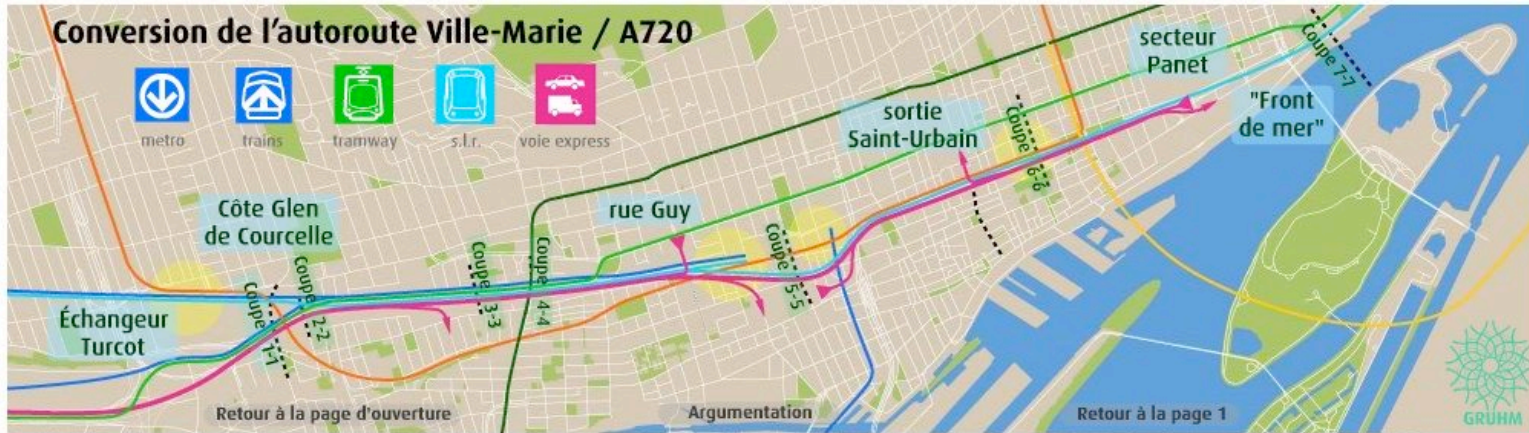 Conversion de l'autoroute Ville-Marie / A720
metro
trains
tramway
s.l.r.
voie express
secteur
Panet
Coupe 7-7
"Front
de mer"
sortie
Saint-Urbain
Coupe 6-6
Côte Glen
de Courcelle
rue Guy
Coupe 5-5
Coupe 4-4
Coupe 3-3
Coupe 2-2
Coupe 1-1
Échangeur
Turcot
Retour à la page d'ouverture
Argumentation
Retour à la page 1
GRUHM